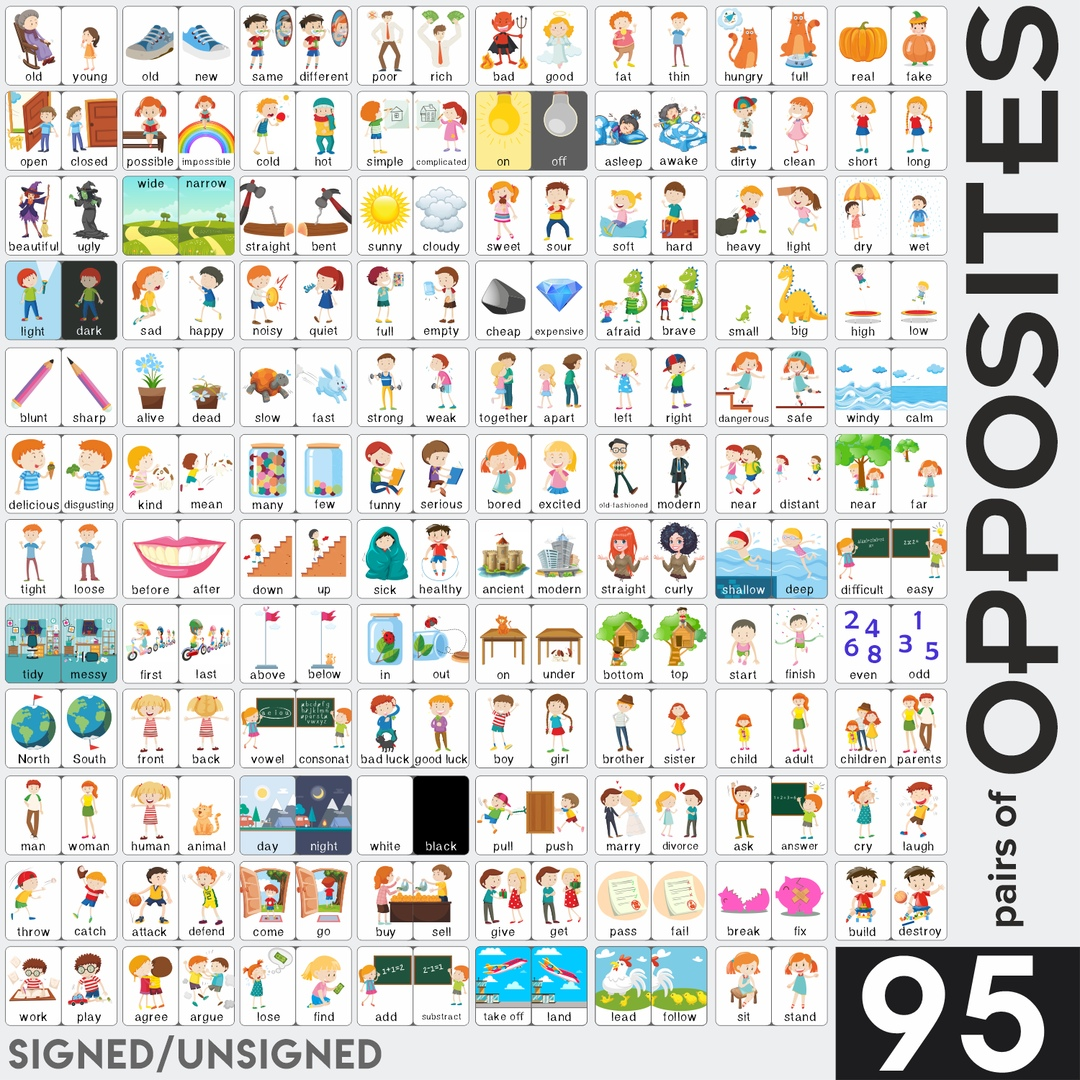 old young old new same different poor rich bad good fat thin hungry full real fake
open closed possible impossible cold hot simple complicated on off asleep awake dirty clean short long
wide narrow
beautiful ugly straight bent sunny cloudy sweet sour soft hard heavy light dry wet
light dark sad happy noisy quiet full empty cheap expensive afraid brave small big high low
blunt sharp alive dead slow fast strong weak together apart left right dangerous safe windy calm
delicious disgusting kind mean many few funny serious bored excited old-fashioned modern near distant near far
tight loose before after down up sick healthy ancient modern straight curly shallow deep difficult easy
2 4 6 8 1 3 5
tidy messy first last above below in out on under bottom top start finish even odd
North South front back vowel consonat bad luck good luck boy girl brother sister child adult children parents
man woman human animal day night white black pull push marry divorce ask answer cry laugh
throw catch attack defend come go buy sell give get pass fail break fix build destroy
1+1=2 2-1=1
work play agree argue lose find add substract take off land lead follow sit stand
95
pairs of OPPOSITES
SIGNED/UNSIGNED